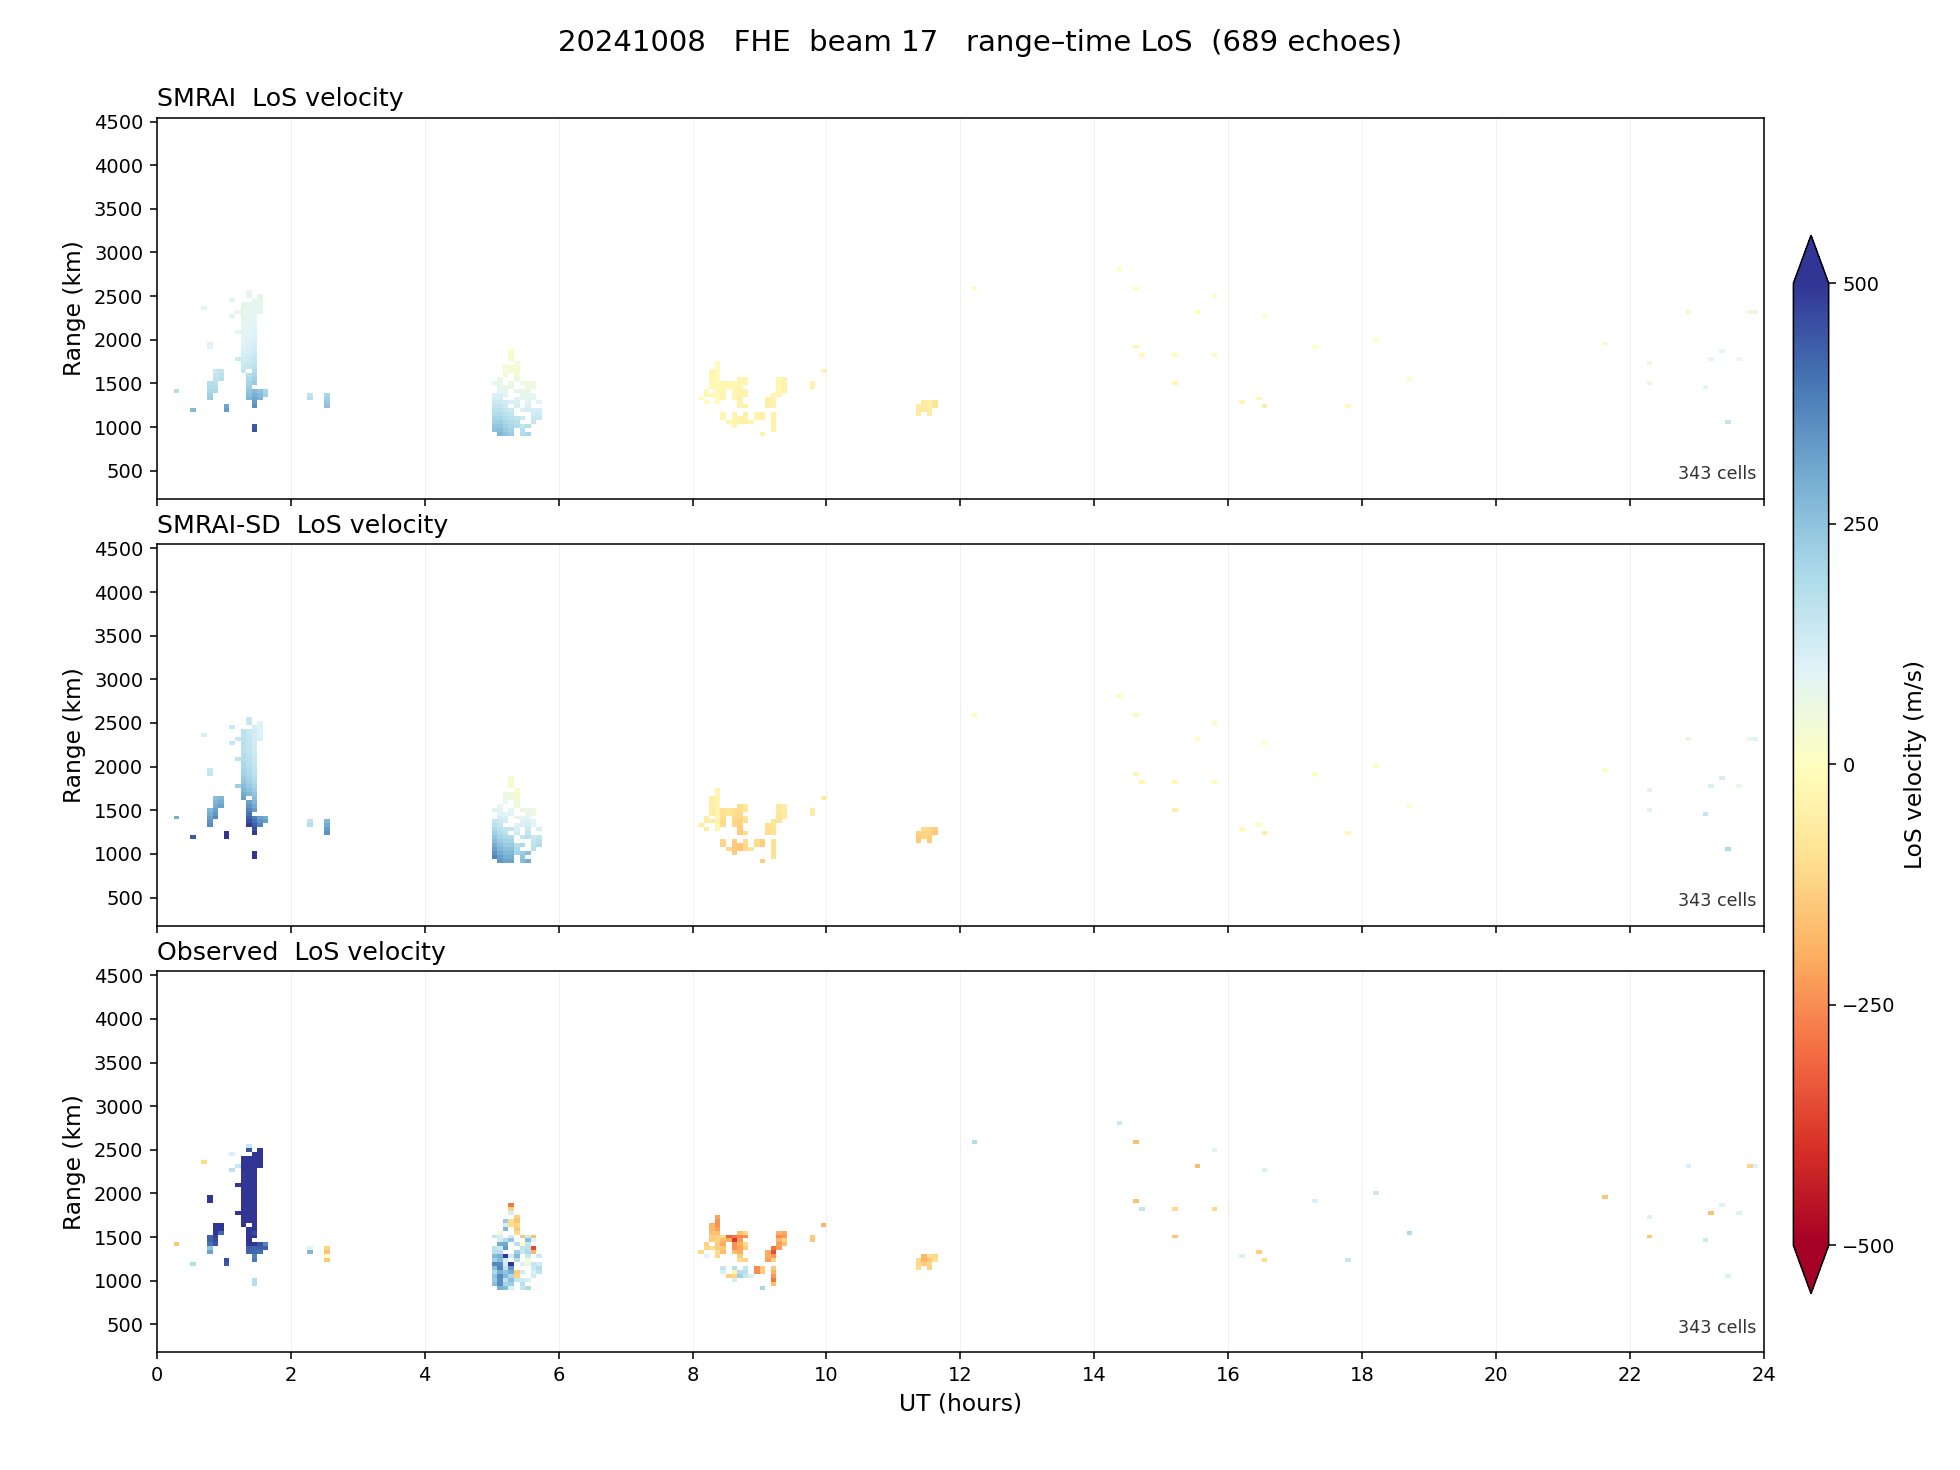 20241008   FHE  beam 17   range–time LoS  (689 echoes)
SMRAI  LoS velocity
4500
4000
3500
3000
2500
2000
1500
1000
500
Range (km)
343 cells
SMRAI-SD  LoS velocity
4500
4000
3500
3000
2500
2000
1500
1000
500
Range (km)
343 cells
Observed  LoS velocity
4500
4000
3500
3000
2500
2000
1500
1000
500
Range (km)
343 cells
0 2 4 6 8 10 12 14 16 18 20 22 24
UT (hours)
500
250
0
−250
−500
LoS velocity (m/s)